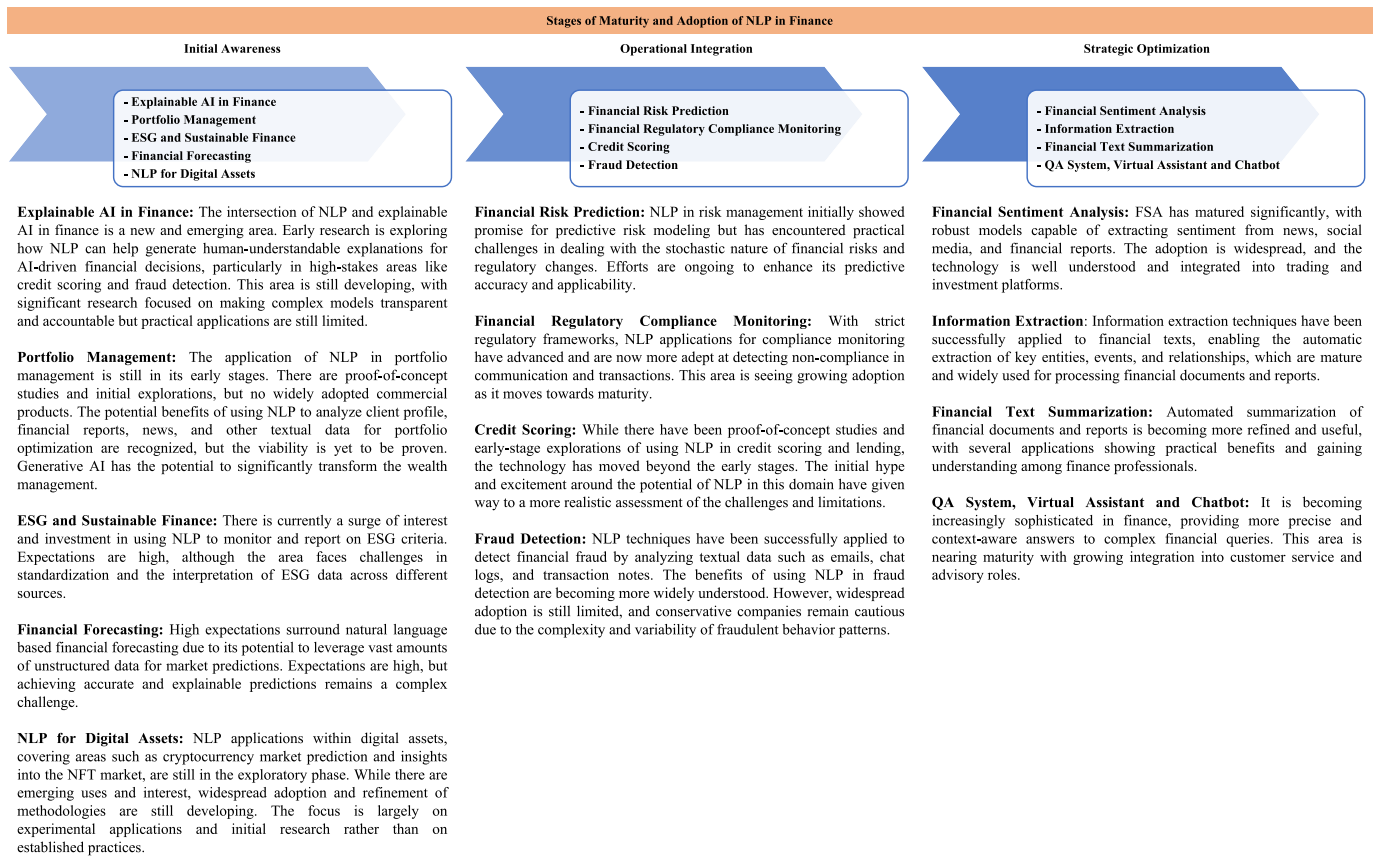 Stages of Maturity and Adoption of NLP in Finance
Initial Awareness
- Explainable AI in Finance
- Portfolio Management
- ESG and Sustainable Finance
- Financial Forecasting
- NLP for Digital Assets
Explainable AI in Finance: The intersection of NLP and explainable
AI in finance is a new and emerging area. Early research is exploring
how NLP can help generate human-understandable explanations for
AI-driven financial decisions, particularly in high-stakes areas like
credit scoring and fraud detection. This area is still developing, with
significant research focused on making complex models transparent
and accountable but practical applications are still limited.
Portfolio Management: The application of NLP in portfolio
management is still in its early stages. There are proof-of-concept
studies and initial explorations, but no widely adopted commercial
products. The potential benefits of using NLP to analyze client profile,
financial reports, news, and other textual data for portfolio
optimization are recognized, but the viability is yet to be proven.
Generative AI has the potential to significantly transform the wealth
management.
ESG and Sustainable Finance: There is currently a surge of interest
and investment in using NLP to monitor and report on ESG criteria.
Expectations are high, although the area faces challenges in
standardization and the interpretation of ESG data across different
sources.
Financial Forecasting: High expectations surround natural language
based financial forecasting due to its potential to leverage vast amounts
of unstructured data for market predictions. Expectations are high, but
achieving accurate and explainable predictions remains a complex
challenge.
NLP for Digital Assets: NLP applications within digital assets,
covering areas such as cryptocurrency market prediction and insights
into the NFT market, are still in the exploratory phase. While there are
emerging uses and interest, widespread adoption and refinement of
methodologies are still developing. The focus is largely on
experimental applications and initial research rather than on
established practices.
Operational Integration
- Financial Risk Prediction
- Financial Regulatory Compliance Monitoring
- Credit Scoring
- Fraud Detection
Financial Risk Prediction: NLP in risk management initially showed
promise for predictive risk modeling but has encountered practical
challenges in dealing with the stochastic nature of financial risks and
regulatory changes. Efforts are ongoing to enhance its predictive
accuracy and applicability.
Financial Regulatory Compliance Monitoring: With strict
regulatory frameworks, NLP applications for compliance monitoring
have advanced and are now more adept at detecting non-compliance in
communication and transactions. This area is seeing growing adoption
as it moves towards maturity.
Credit Scoring: While there have been proof-of-concept studies and
early-stage explorations of using NLP in credit scoring and lending,
the technology has moved beyond the early stages. The initial hype
and excitement around the potential of NLP in this domain have given
way to a more realistic assessment of the challenges and limitations.
Fraud Detection: NLP techniques have been successfully applied to
detect financial fraud by analyzing textual data such as emails, chat
logs, and transaction notes. The benefits of using NLP in fraud
detection are becoming more widely understood. However, widespread
adoption is still limited, and conservative companies remain cautious
due to the complexity and variability of fraudulent behavior patterns.
Strategic Optimization
- Financial Sentiment Analysis
- Information Extraction
- Financial Text Summarization
- QA System, Virtual Assistant and Chatbot
Financial Sentiment Analysis: FSA has matured significantly, with
robust models capable of extracting sentiment from news, social
media, and financial reports. The adoption is widespread, and the
technology is well understood and integrated into trading and
investment platforms.
Information Extraction: Information extraction techniques have been
successfully applied to financial texts, enabling the automatic
extraction of key entities, events, and relationships, which are mature
and widely used for processing financial documents and reports.
Financial Text Summarization: Automated summarization of
financial documents and reports is becoming more refined and useful,
with several applications showing practical benefits and gaining
understanding among finance professionals.
QA System, Virtual Assistant and Chatbot: It is becoming
increasingly sophisticated in finance, providing more precise and
context-aware answers to complex financial queries. This area is
nearing maturity with growing integration into customer service and
advisory roles.